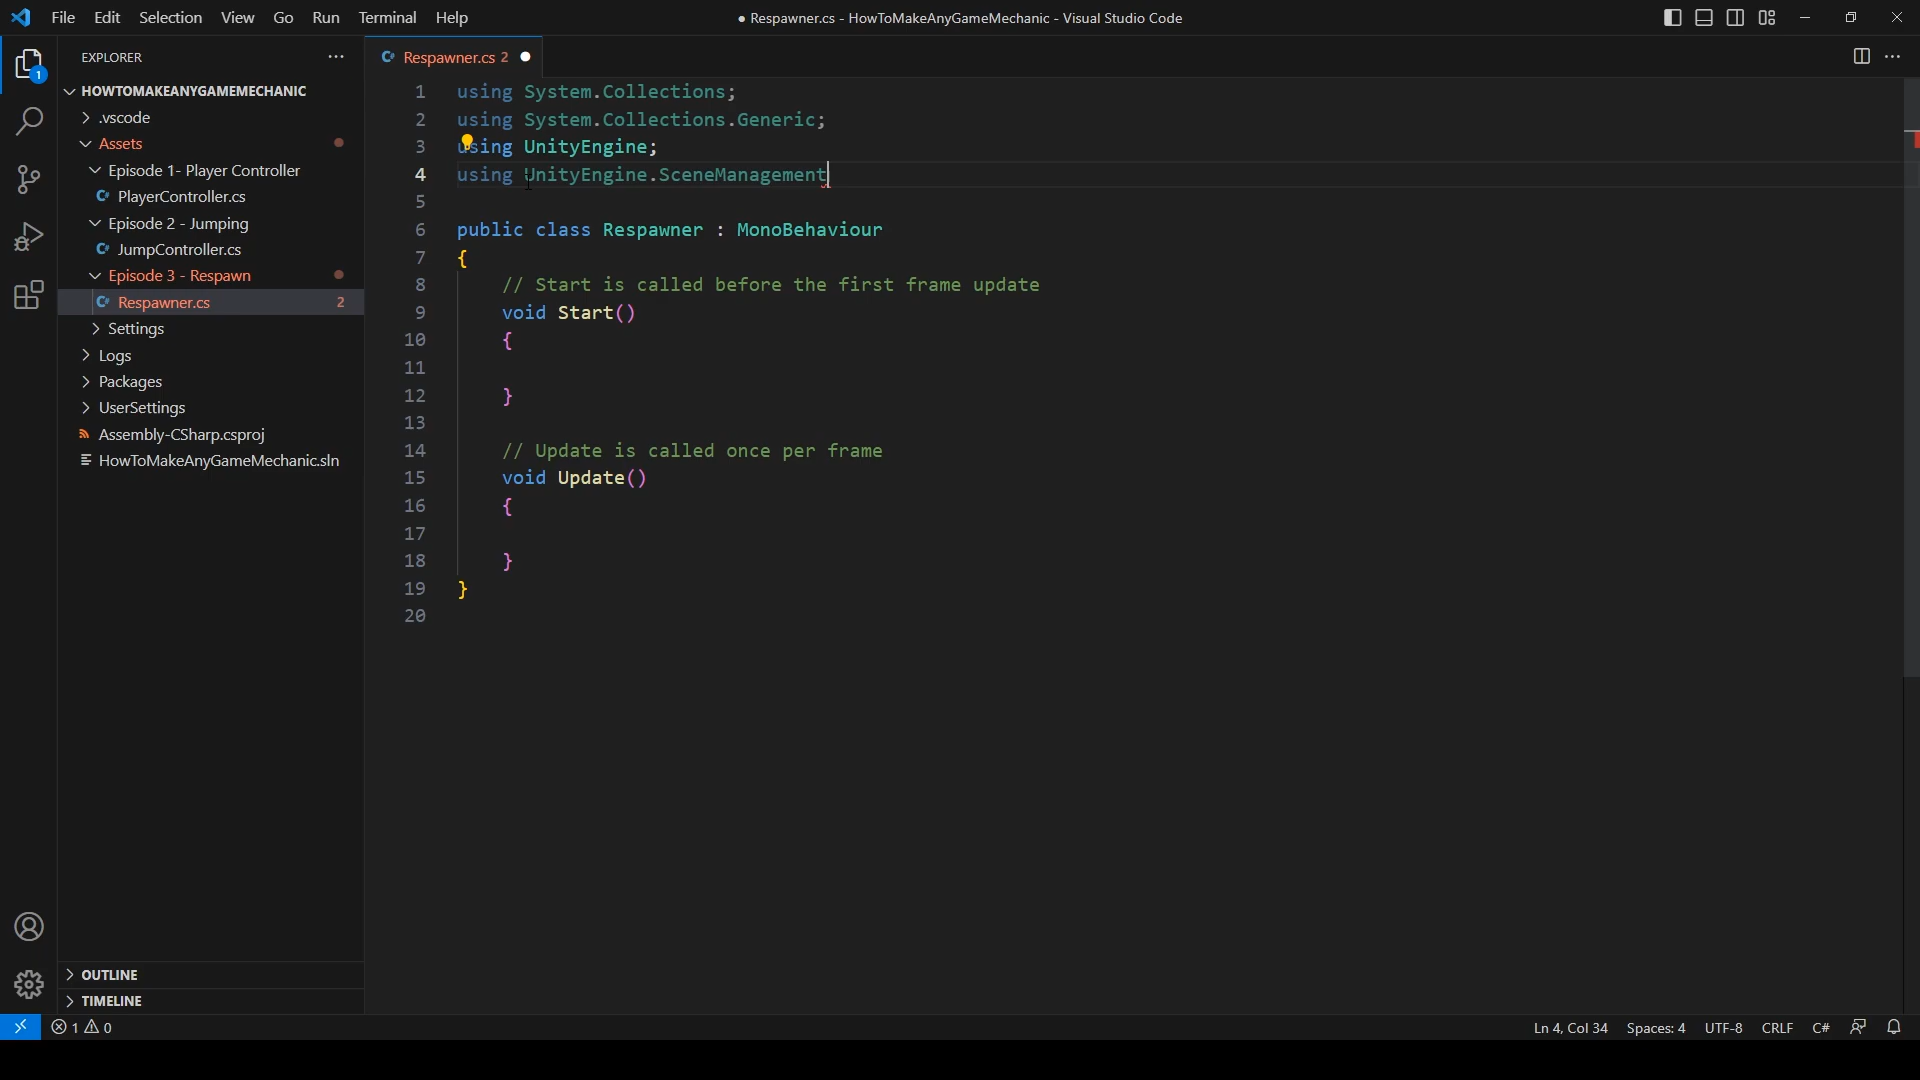 File Edit Selection View Go Run Terminal Help
● Respawner.cs - HowToMakeAnyGameMechanic - Visual Studio Code
EXPLORER
HOWTOMAKEANYGAMEMECHANIC
.vscode
Assets
Episode 1- Player Controller
C# PlayerController.cs
Episode 2 - Jumping
C# JumpController.cs
Episode 3 - Respawn
C# Respawner.cs 2
Settings
Logs
Packages
UserSettings
Assembly-CSharp.csproj
HowToMakeAnyGameMechanic.sln
OUTLINE
TIMELINE
1
C# Respawner.cs 2
1 using System.Collections;
2 using System.Collections.Generic;
3 using UnityEngine;
4 using UnityEngine.SceneManagement
5
6 public class Respawner : MonoBehaviour
7 {
8 // Start is called before the first frame update
9 void Start()
10 {
11
12 }
13
14 // Update is called once per frame
15 void Update()
16 {
17
18 }
19 }
20
1 0
Ln 4, Col 34 Spaces: 4 UTF-8 CRLF C#